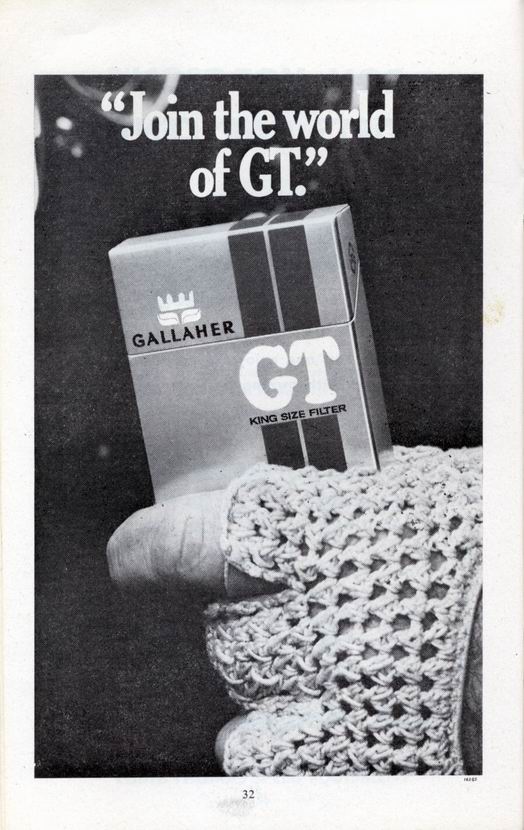 “Join the world
of GT.”
GALLAHER
GT
KING SIZE FILTER
32